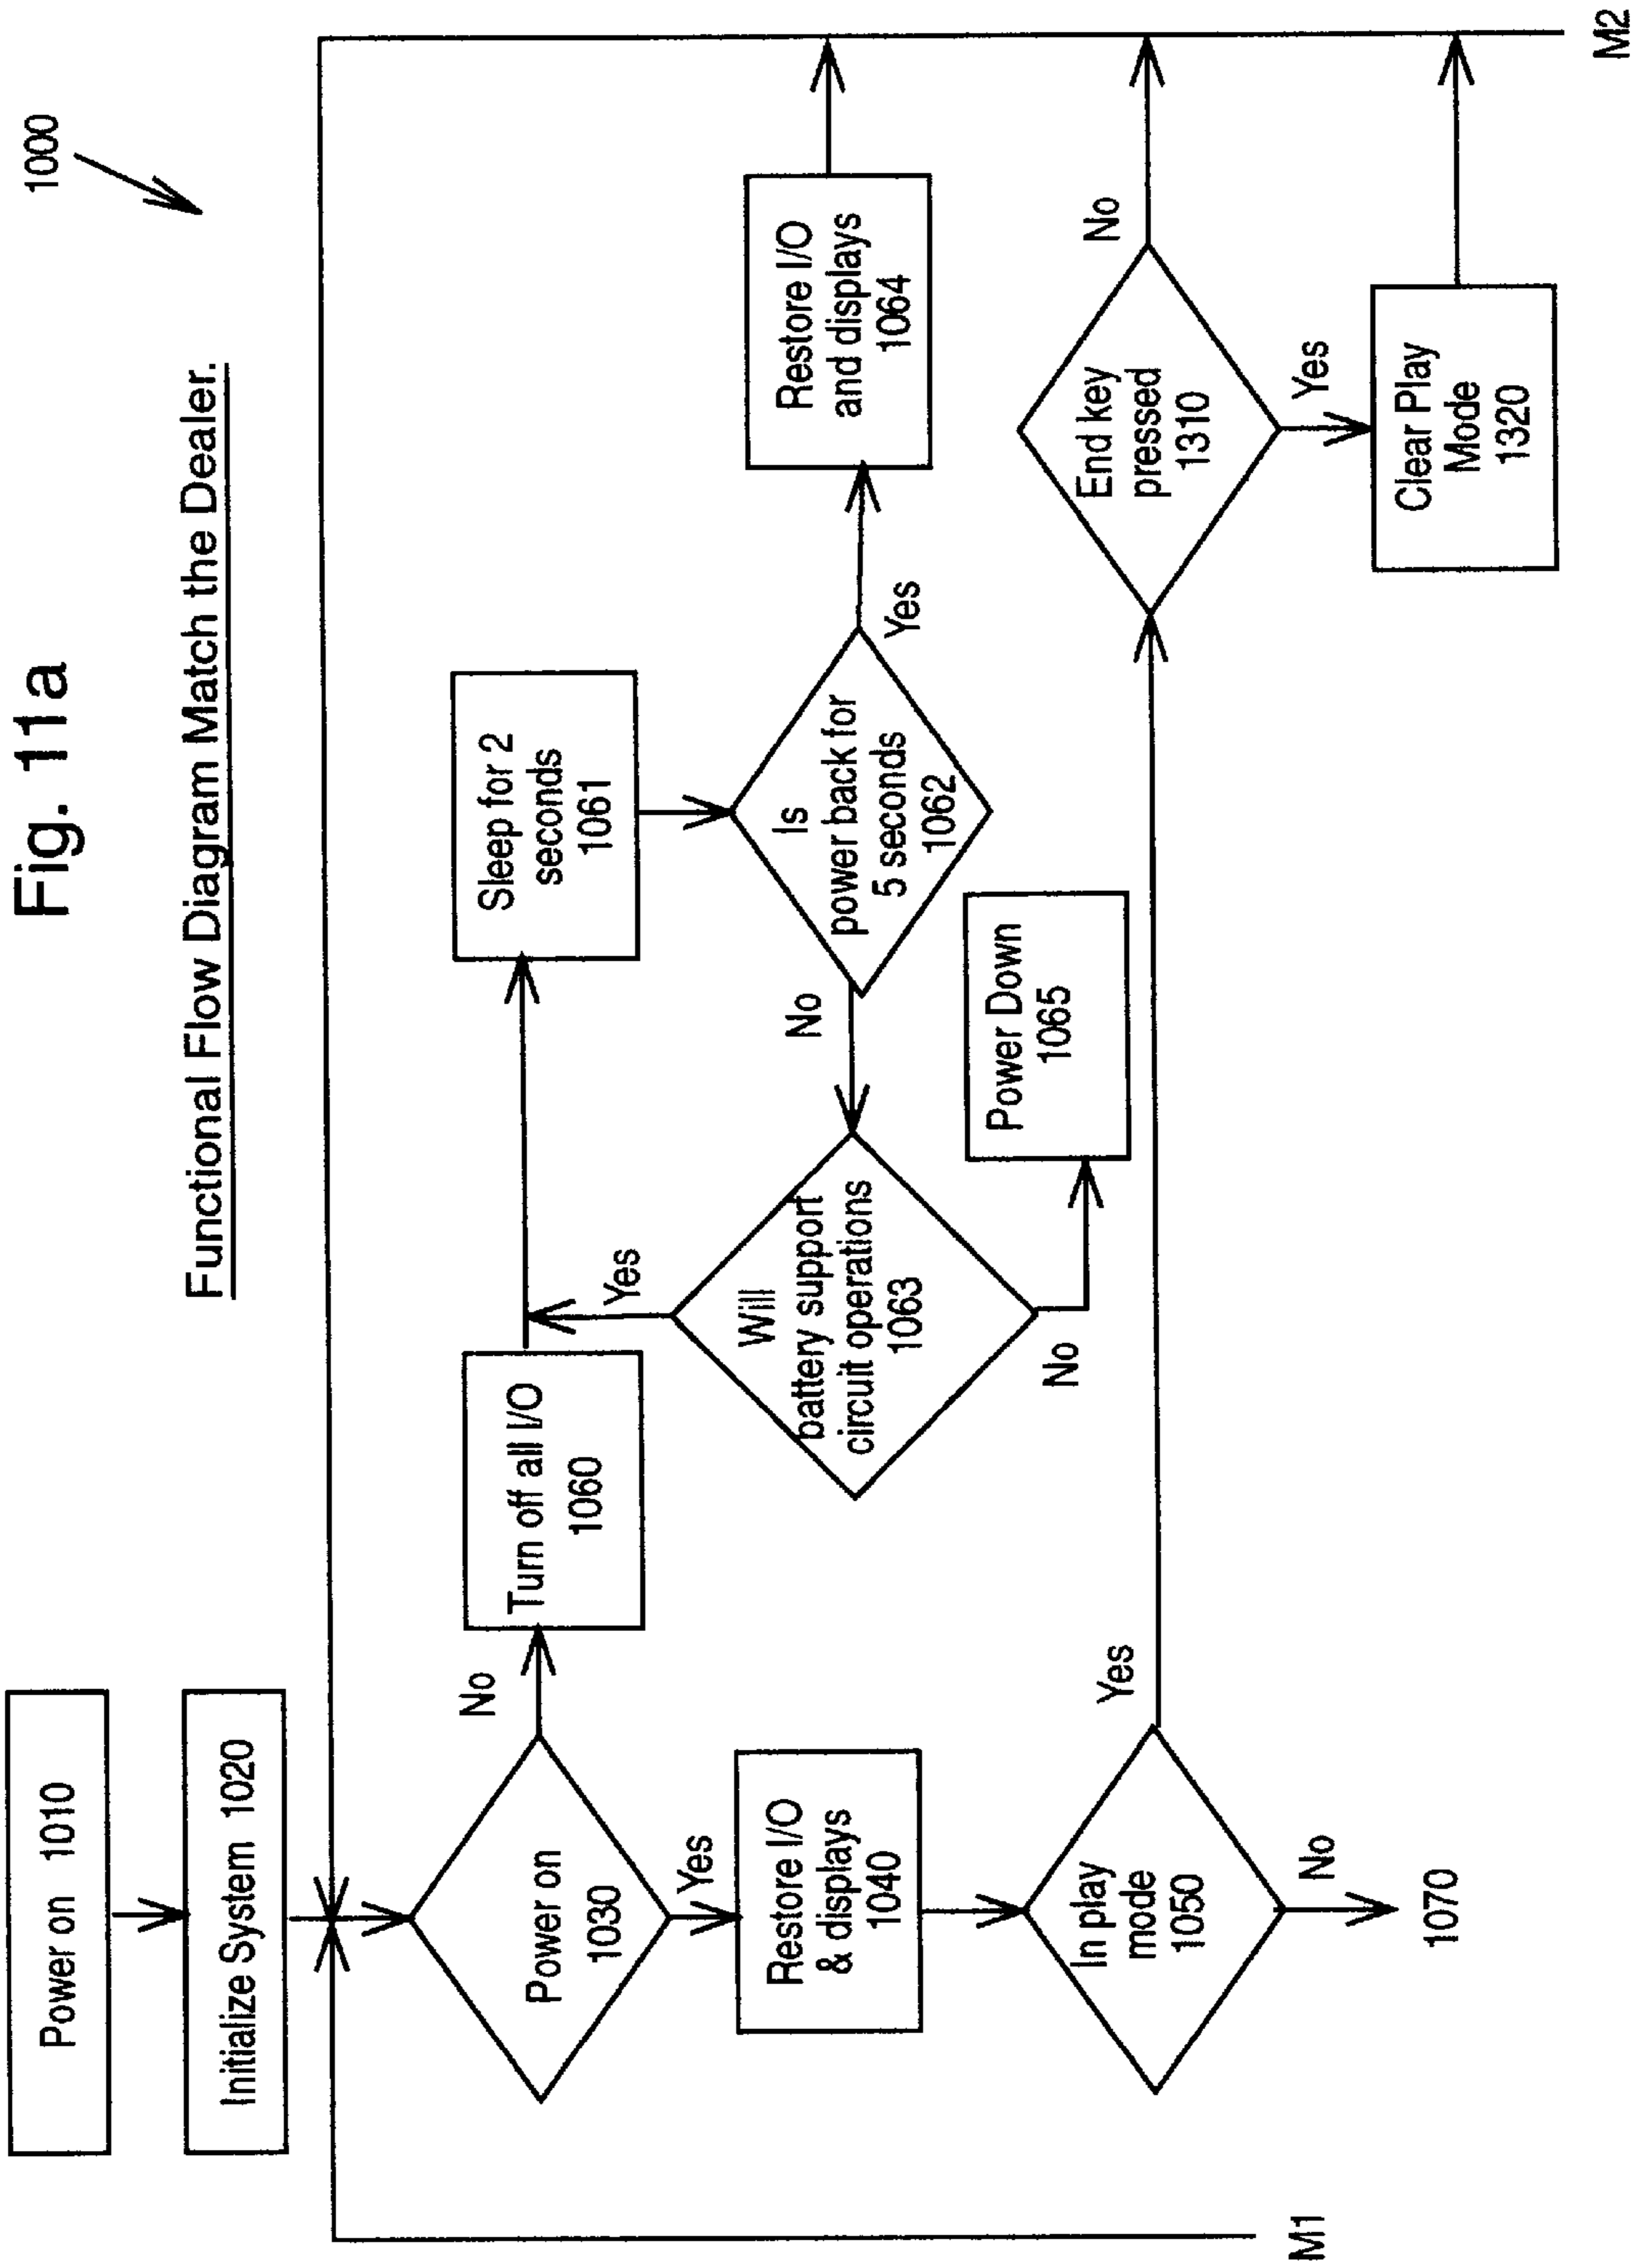 Fig. 11a
Functional Flow Diagram Match the Dealer.
1000
Power on 1010
Initialize System 1020
Power on
1030
No
Yes
Turn off all I/O
1060
Sleep for 2
seconds
1061
Restore I/O
& displays
1040
Will
battery support
circuit operations
1063
Yes
No
Is
power back for
5 seconds
1062
No
Yes
Restore I/O
and displays
1064
Power Down
1065
In play
mode
1050
Yes
No
1070
End key
pressed
1310
No
Yes
Clear Play
Mode
1320
M1
M2